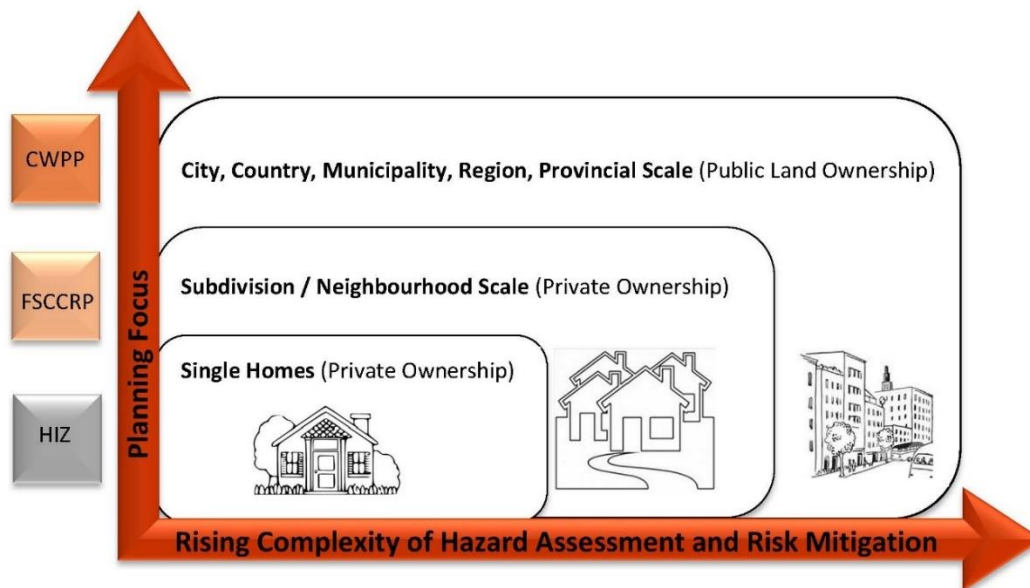 CWPP
City, Country, Municipality, Region, Provincial Scale (Public Land Ownership)
FSCCRP
Subdivision / Neighbourhood Scale (Private Ownership)
Single Homes (Private Ownership)
HIZ
Planning Focus
Rising Complexity of Hazard Assessment and Risk Mitigation